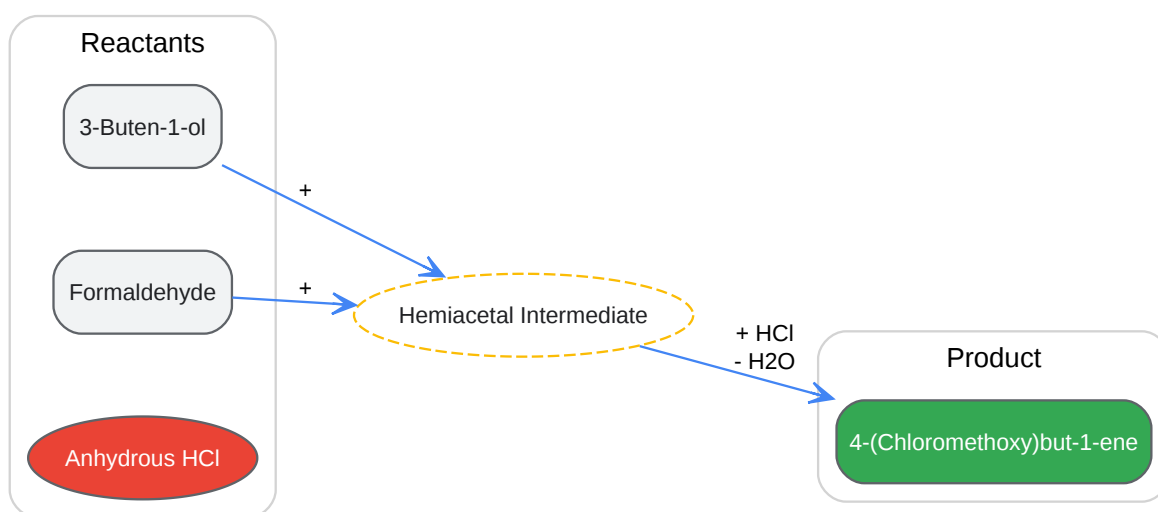 Reactants
3-Buten-1-ol
+
Formaldehyde
+
Hemiacetal Intermediate
Anhydrous HCl
+ HCl
- H2O
Product
4-(Chloromethoxy)but-1-ene